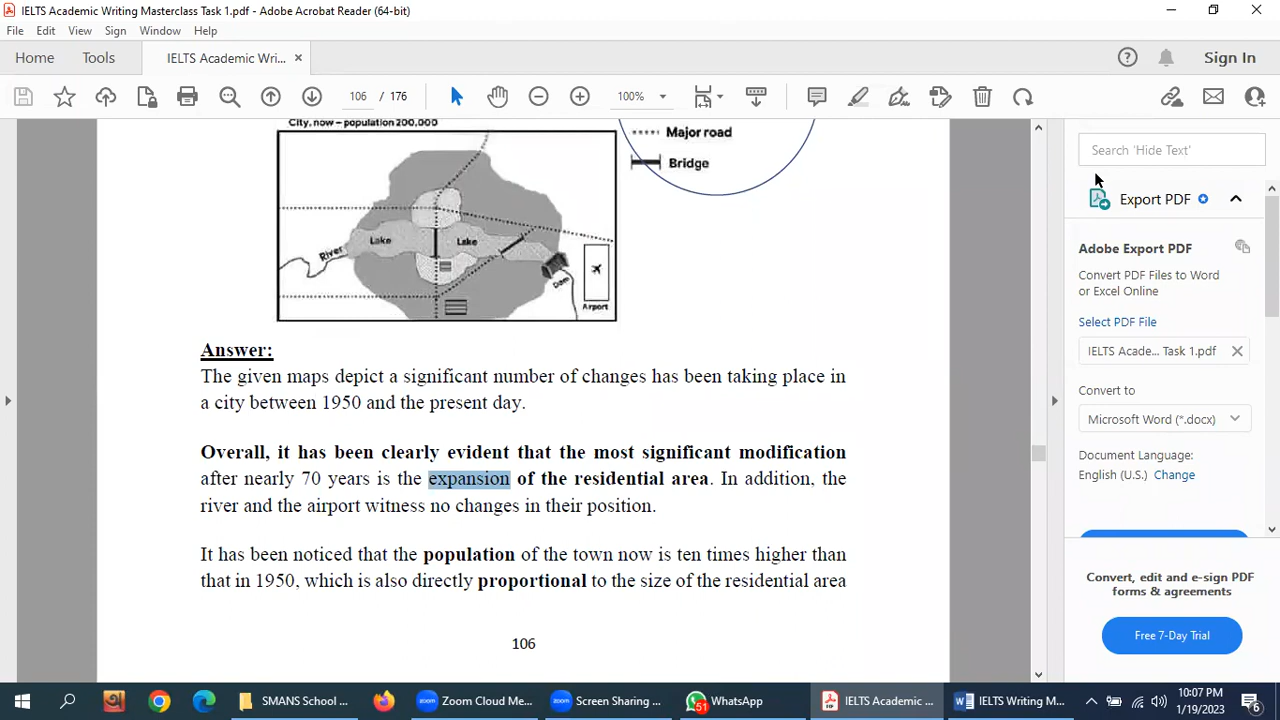 IELTS Academic Writing Masterclass Task 1.pdf - Adobe Acrobat Reader (64-bit)
File Edit View Sign Window Help
Home Tools IELTS Academic Wri... × Sign In
106 / 176 100%
Search 'Hide Text'
Export PDF
Adobe Export PDF
Convert PDF Files to Word
or Excel Online
Select PDF File
IELTS Acade... Task 1.pdf
Convert to
Microsoft Word (*.docx)
Document Language:
English (U.S.) Change
Convert, edit and e-sign PDF
forms & agreements
Free 7-Day Trial
City, now – population 200,000
Major road
Bridge
River
Lake
Lake
Dam
Airport
Answer:
The given maps depict a significant number of changes has been taking place in
a city between 1950 and the present day.
Overall, it has been clearly evident that the most significant modification
after nearly 70 years is the expansion of the residential area. In addition, the
river and the airport witness no changes in their position.
It has been noticed that the population of the town now is ten times higher than
that in 1950, which is also directly proportional to the size of the residential area
106
SMANS School ...
Zoom Cloud Me...
Screen Sharing ...
51
WhatsApp
IELTS Academic ...
IELTS Writing M...
10:07 PM
1/19/2023
6